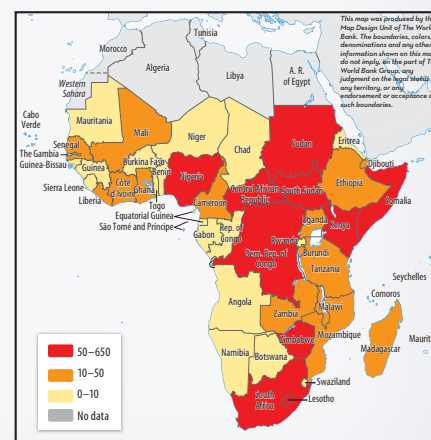 This map was produced by the
Map Design Unit of The World
Bank. The boundaries, colors,
denominations and any other
information shown on this map
do not imply, on the part of The
World Bank Group, any
judgment on the legal status of
any territory, or any
endorsement or acceptance of
such boundaries.
Tunisia
Morocco
Algeria
Libya
A. R.
of Egypt
Western
Sahara
Cabo
Verde
Mauritania
Mali
Niger
Chad
Sudan
Eritrea
Senegal
The Gambia
Guinea-Bissau
Guinea
Burkina Faso
Benin
Nigeria
Djibouti
Ethiopia
Somalia
Sierra Leone
Liberia
Côte
d'Ivoire
Ghana
Togo
Cameroon
Central African
Republic
South Sudan
Equatorial Guinea
São Tomé and Príncipe
Gabon
Rep. of
Congo
Dem. Rep. of
Congo
Uganda
Kenya
Rwanda
Burundi
Tanzania
Seychelles
Comoros
Angola
Zambia
Malawi
Mozambique
Madagascar
Maurit
Zimbabwe
Namibia
Botswana
Swaziland
South
Africa
Lesotho
50–650
10–50
0–10
No data